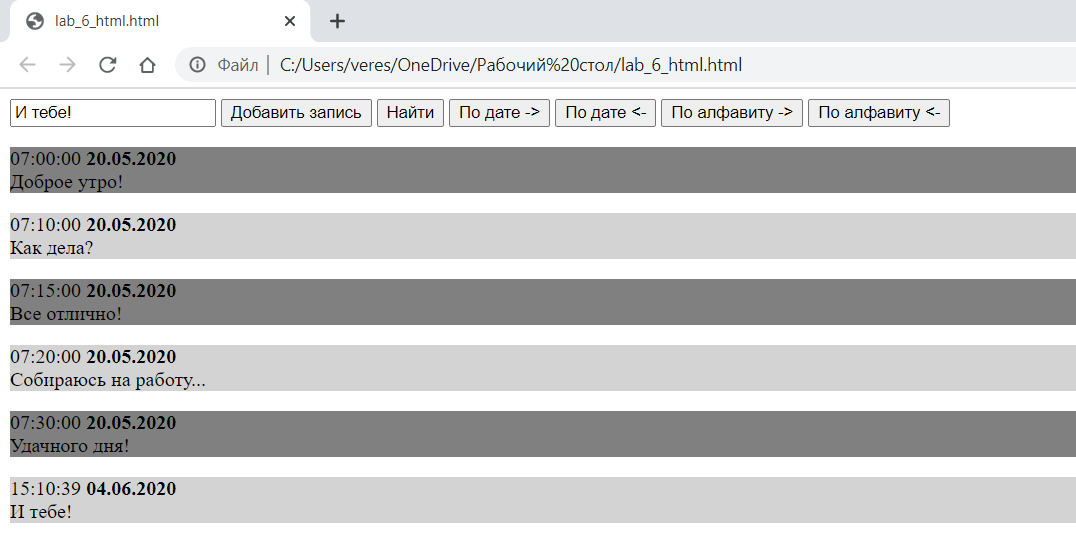 lab_6_html.html
Файл | C:/Users/veres/OneDrive/Рабочий%20стол/lab_6_html.html
И тебе! Добавить запись Найти По дате -> По дате <- По алфавиту -> По алфавиту <-
07:00:00 20.05.2020
Доброе утро!
07:10:00 20.05.2020
Как дела?
07:15:00 20.05.2020
Все отлично!
07:20:00 20.05.2020
Собираюсь на работу...
07:30:00 20.05.2020
Удачного дня!
15:10:39 04.06.2020
И тебе!